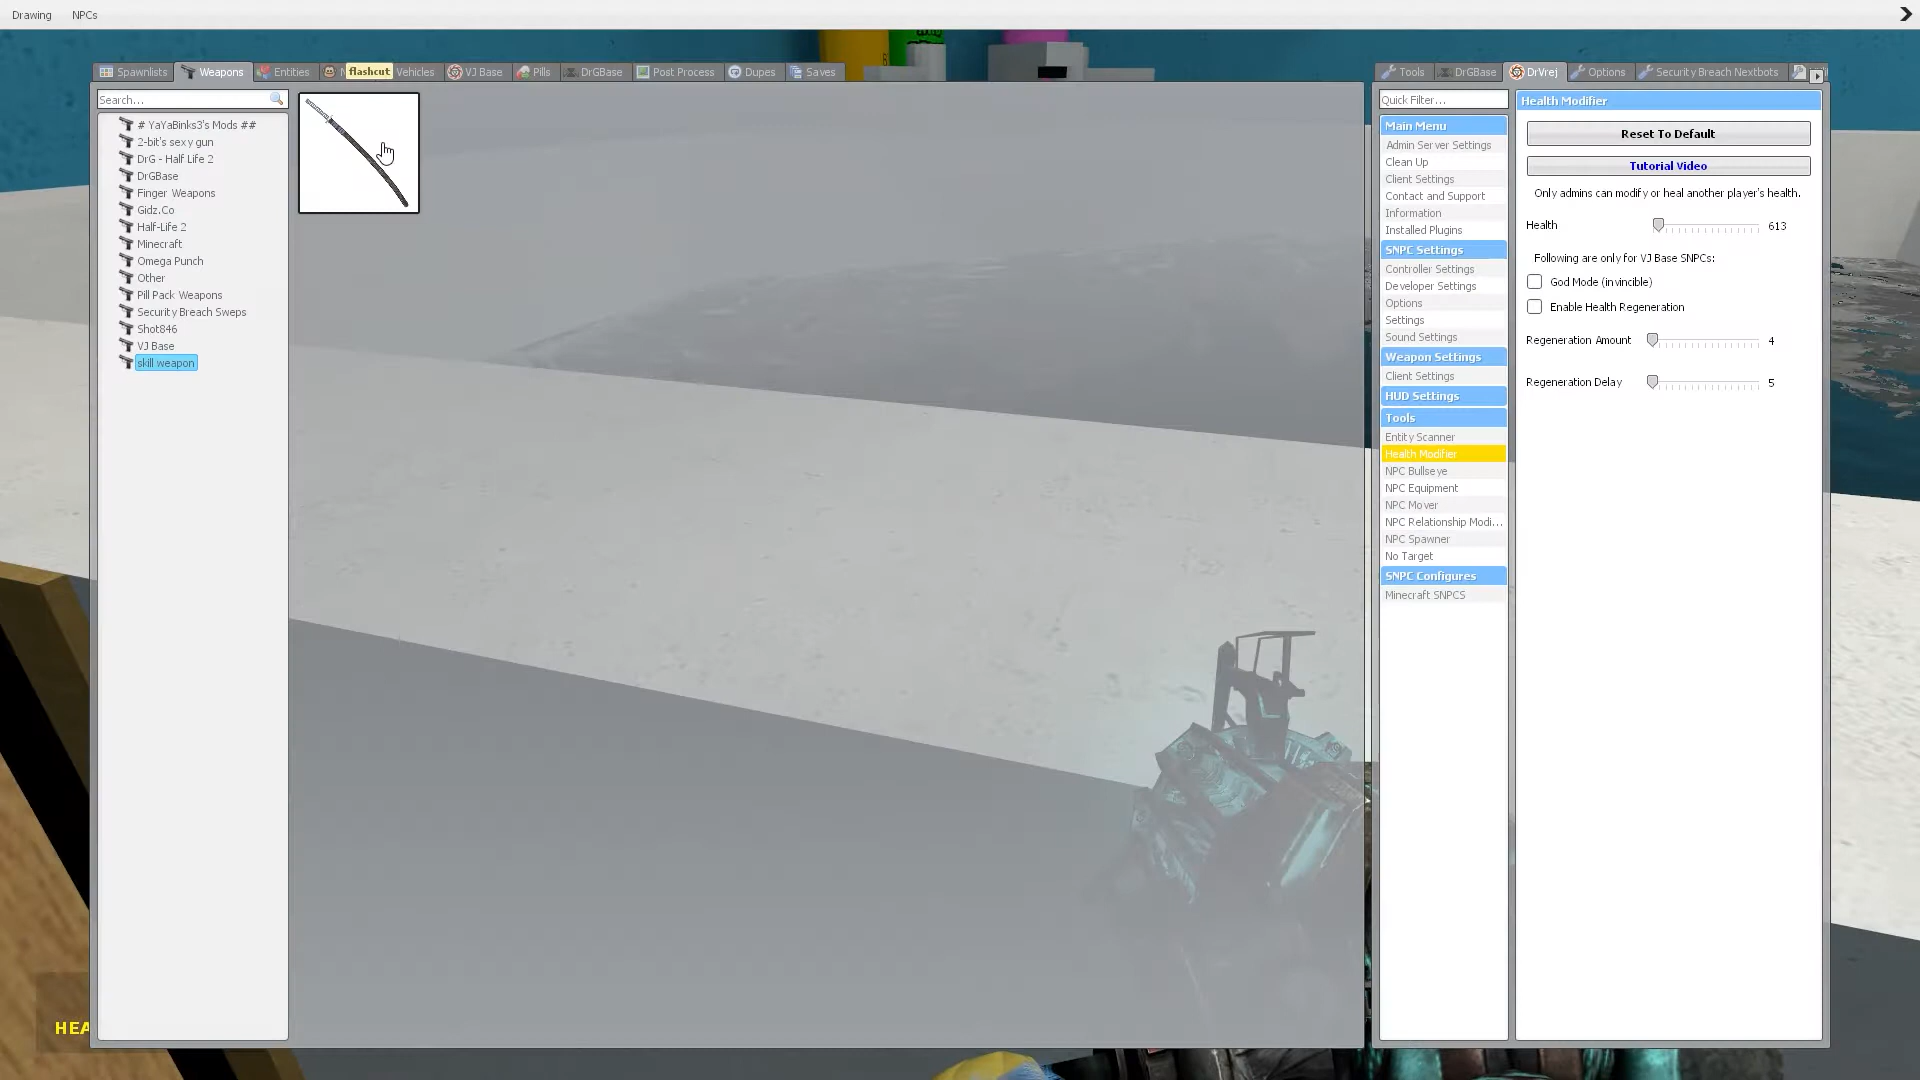 Drawing NPCs
Spawnlists Weapons Entities N flashcut Vehicles VJ Base Pills DrGBase Post Process Dupes Saves
Search...
# YaYaBinks3's Mods ##
2-bit's sexy gun
DrG - Half Life 2
DrGBase
Finger Weapons
Gidz.Co
Half-Life 2
Minecraft
Omega Punch
Other
Pill Pack Weapons
Security Breach Sweps
Shot846
VJ Base
skill weapon
HEA
Tools DrGBase DrVrej Options Security Breach Nextbots
Quick Filter...
Main Menu
Admin Server Settings
Clean Up
Client Settings
Contact and Support
Information
Installed Plugins
SNPC Settings
Controller Settings
Developer Settings
Options
Settings
Sound Settings
Weapon Settings
Client Settings
HUD Settings
Tools
Entity Scanner
Health Modifier
NPC Bullseye
NPC Equipment
NPC Mover
NPC Relationship Modi...
NPC Spawner
No Target
SNPC Configures
Minecraft SNPCS
Health Modifier
Reset To Default
Tutorial Video
Only admins can modify or heal another player's health.
Health 613
Following are only for VJ Base SNPCs:
God Mode (invincible)
Enable Health Regeneration
Regeneration Amount 4
Regeneration Delay 5